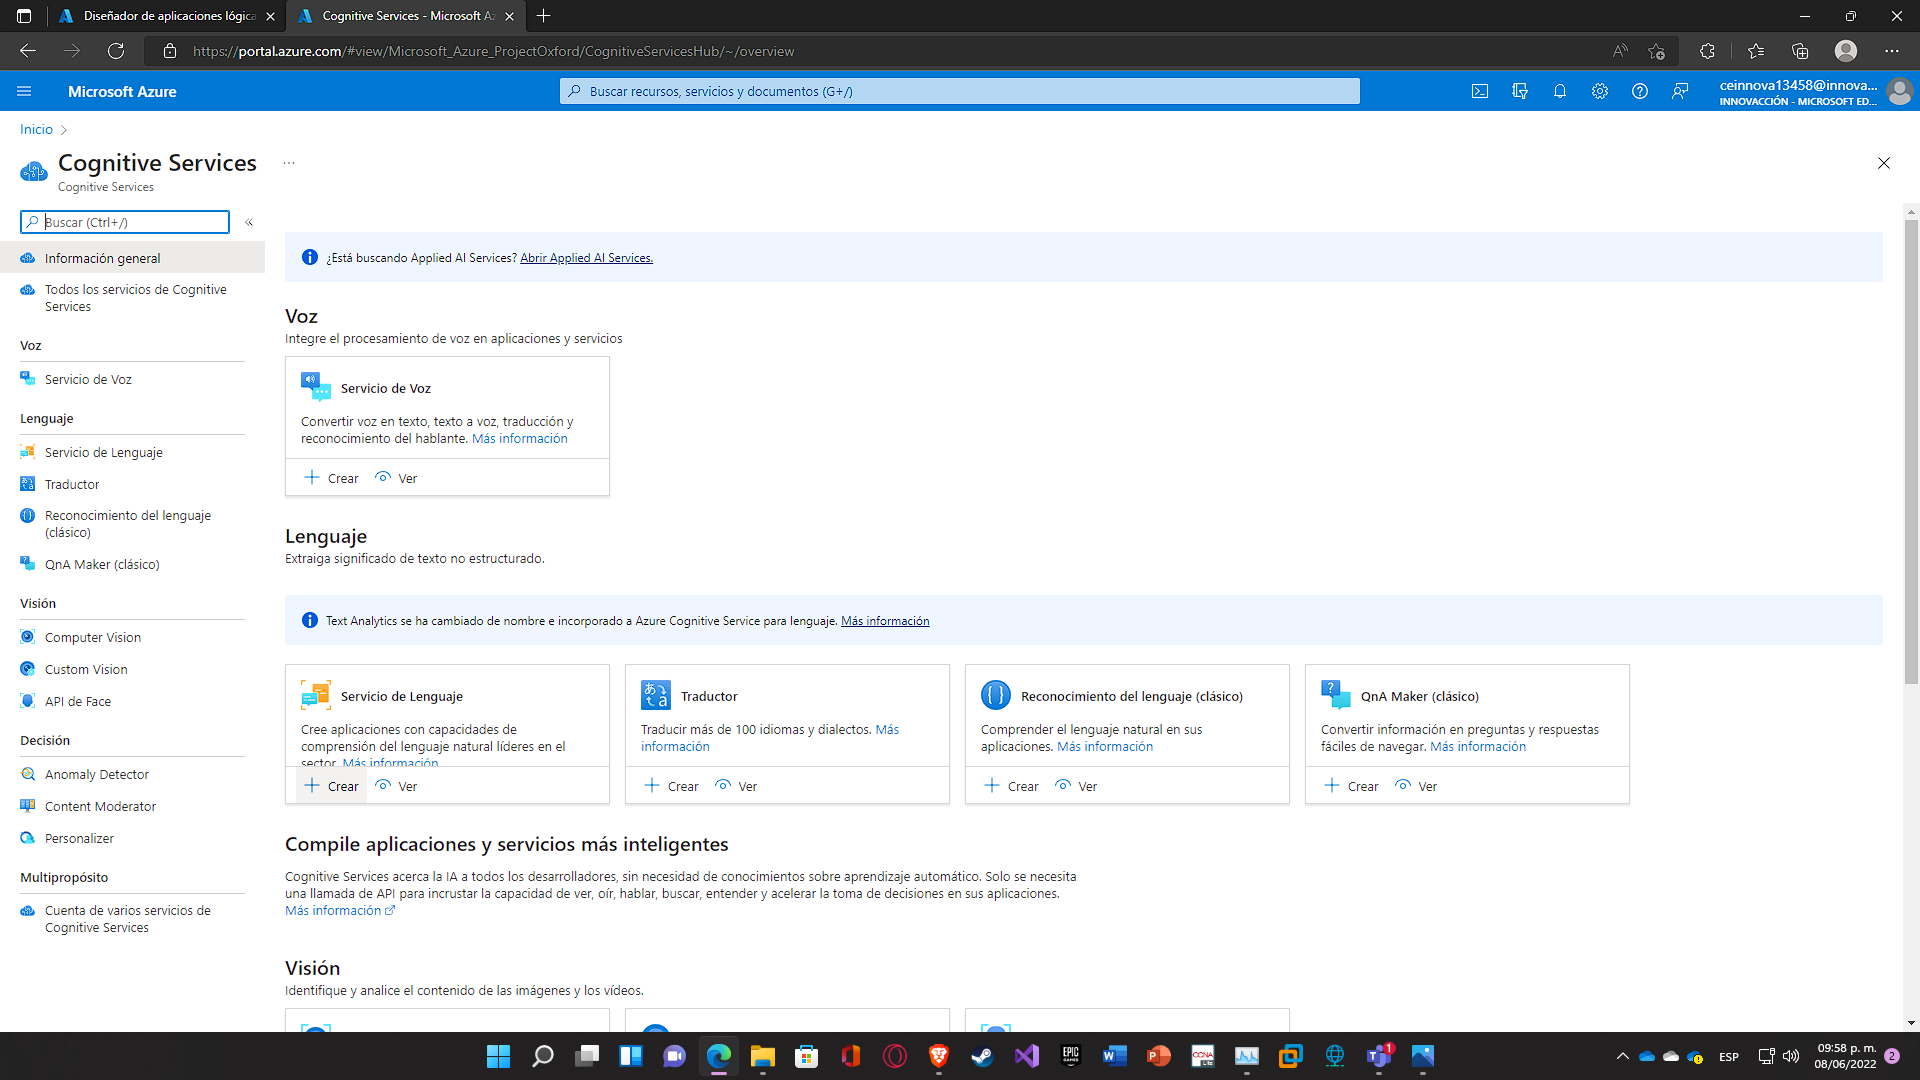 Diseñador de aplicaciones lógica
Cognitive Services - Microsoft Az
https://portal.azure.com/#view/Microsoft_Azure_ProjectOxford/CognitiveServicesHub/~/overview
Microsoft Azure
Buscar recursos, servicios y documentos (G+/)
ceinnova13458@innova...
INNOVACCIÓN - MICROSOFT ED...
Inicio
Cognitive Services
Cognitive Services
Buscar (Ctrl+/)
Información general
Todos los servicios de Cognitive
Services
Voz
Servicio de Voz
Lenguaje
Servicio de Lenguaje
Traductor
Reconocimiento del lenguaje
(clásico)
QnA Maker (clásico)
Visión
Computer Vision
Custom Vision
API de Face
Decisión
Anomaly Detector
Content Moderator
Personalizer
Multipropósito
Cuenta de varios servicios de
Cognitive Services
¿Está buscando Applied AI Services? Abrir Applied AI Services.
Voz
Integre el procesamiento de voz en aplicaciones y servicios
Servicio de Voz
Convertir voz en texto, texto a voz, traducción y
reconocimiento del hablante. Más información
Crear
Ver
Lenguaje
Extraiga significado de texto no estructurado.
Text Analytics se ha cambiado de nombre e incorporado a Azure Cognitive Service para lenguaje. Más información
Servicio de Lenguaje
Cree aplicaciones con capacidades de
comprensión del lenguaje natural líderes en el
sector. Más información
Crear
Ver
Traductor
Traducir más de 100 idiomas y dialectos. Más
información
Crear
Ver
Reconocimiento del lenguaje (clásico)
Comprender el lenguaje natural en sus
aplicaciones. Más información
Crear
Ver
QnA Maker (clásico)
Convertir información en preguntas y respuestas
fáciles de navegar. Más información
Crear
Ver
Compile aplicaciones y servicios más inteligentes
Cognitive Services acerca la IA a todos los desarrolladores, sin necesidad de conocimientos sobre aprendizaje automático. Solo se necesita
una llamada de API para incrustar la capacidad de ver, oír, hablar, buscar, entender y acelerar la toma de decisiones en sus aplicaciones.
Más información
Visión
Identifique y analice el contenido de las imágenes y los vídeos.
ESP
09:58 p. m.
08/06/2022
2